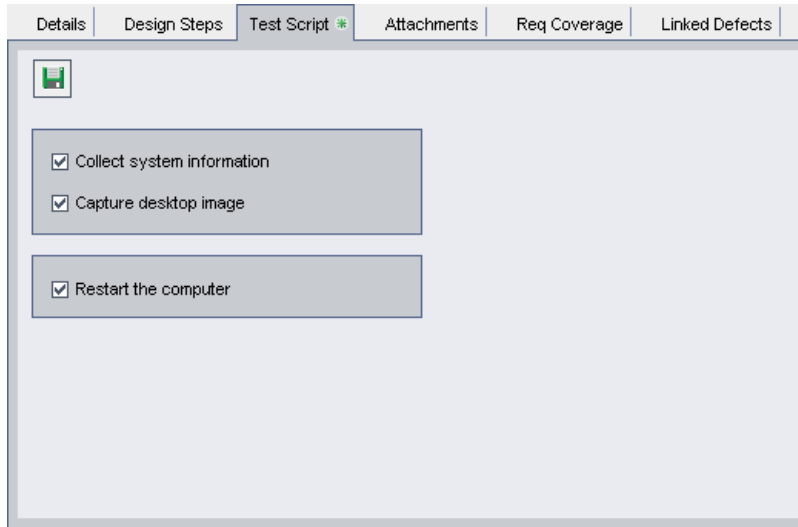 Details Design Steps Test Script * Attachments Req Coverage Linked Defects
Collect system information
Capture desktop image
Restart the computer